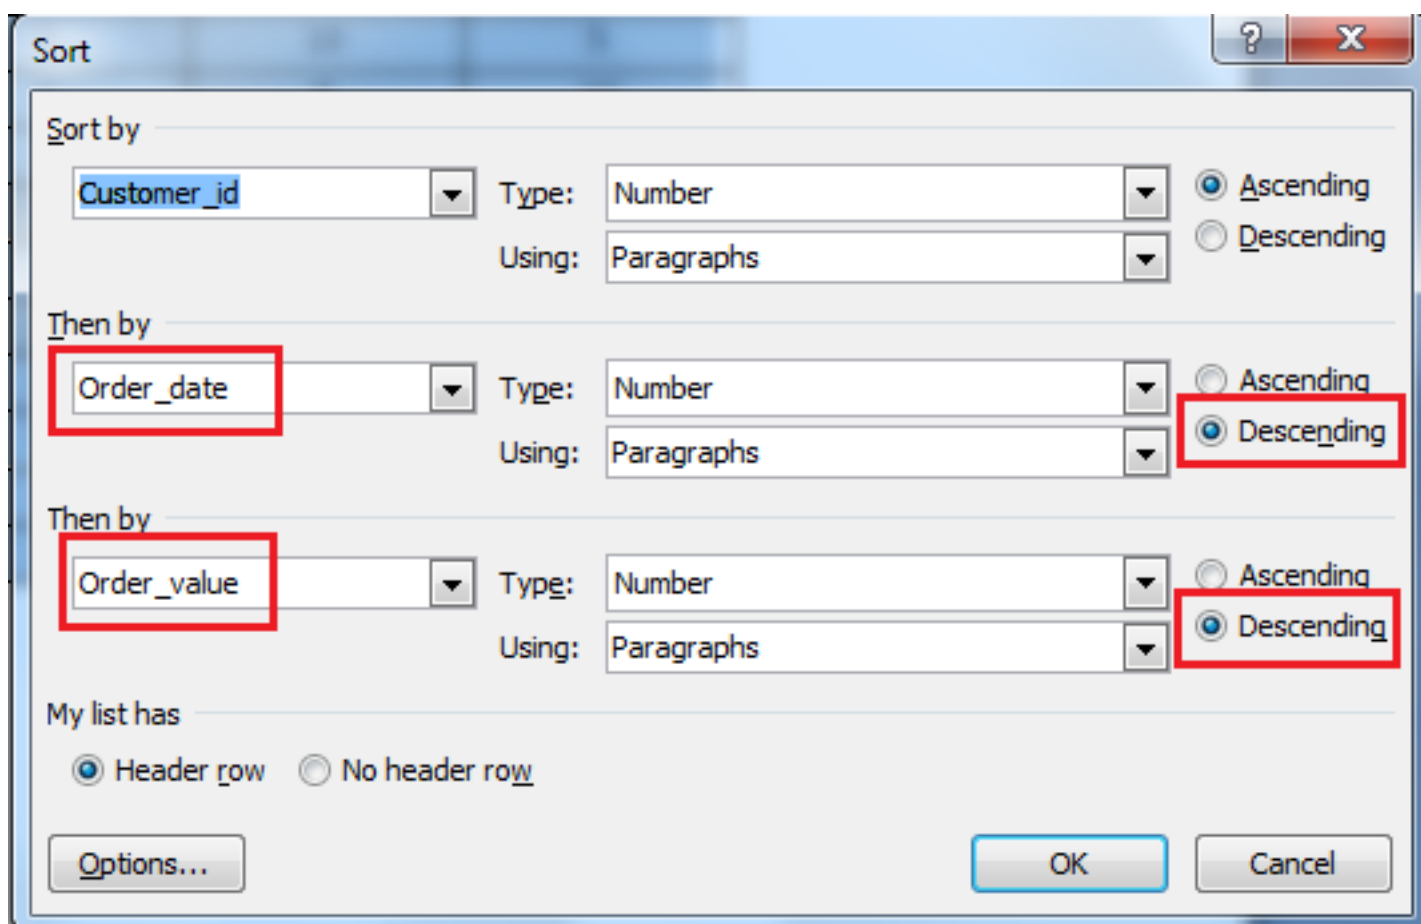 Sort
Sort by
Customer_id Type: Number Ascending
Using: Paragraphs Descending
Then by
Order_date Type: Number Ascending
Using: Paragraphs Descending
Then by
Order_value Type: Number Ascending
Using: Paragraphs Descending
My list has
Header row No header row
Options... OK Cancel